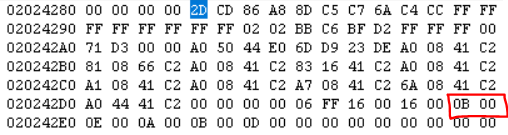 02024280 00 00 00 00 2D CD 86 A8 8D C5 C7 6A C4 CC FF FF
02024290 FF FF FF FF FF FF 02 02 BB C6 BF D2 FF FF FF 00
020242A0 71 D3 00 00 A0 50 44 E0 6D D9 23 DE A0 08 41 C2
020242B0 81 08 66 C2 A0 08 41 C2 83 16 41 C2 A0 08 41 C2
020242C0 A1 08 41 C2 A0 08 41 C2 A7 08 41 C2 6A 08 41 C2
020242D0 A0 44 41 C2 00 00 00 00 06 FF 16 00 16 00 0B 00
020242E0 0E 00 0A 00 0B 00 0D 00 00 00 00 00 00 00 00 00